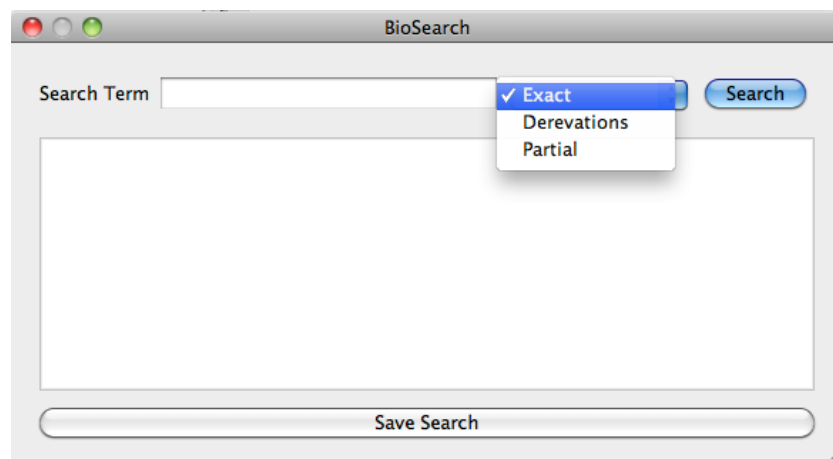 BioSearch
Search Term ✓ Exact Search
Derevations
Partial
Save Search